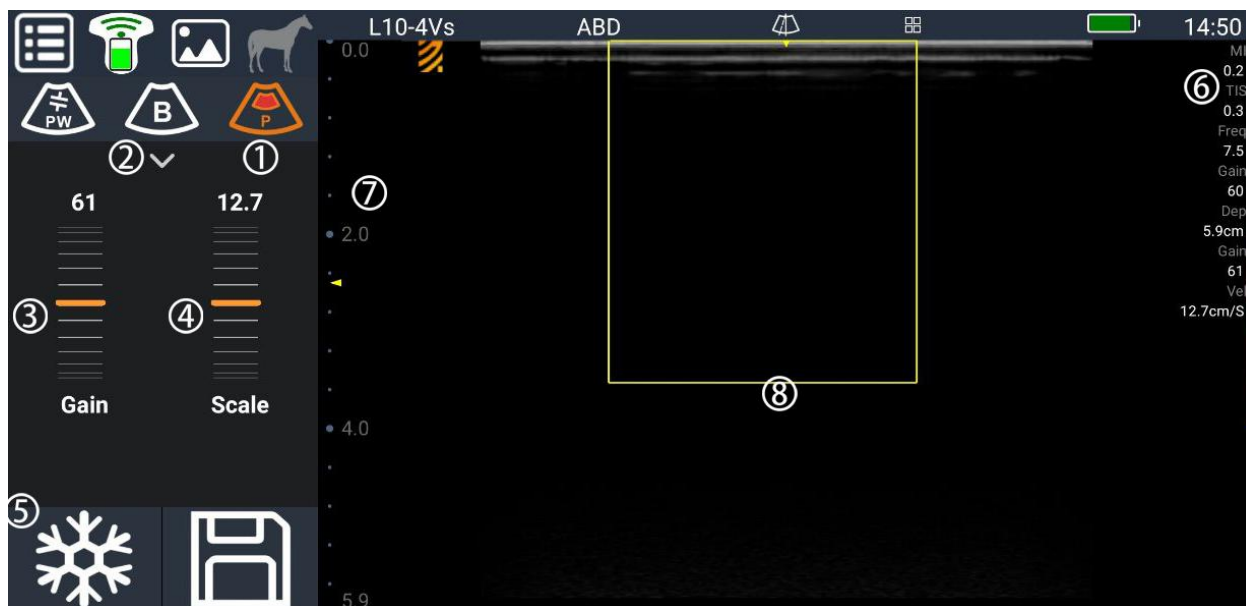 L10-4Vs ABD 14:50
PW B P
② ①
61 12.7
③ ④
Gain Scale
⑤
0.0
⑦
2.0
4.0
5.9
⑧
MI
0.2
⑥ TIS
0.3
Freq
7.5
Gain
60
Dep
5.9cm
Gain
61
Vel
12.7cm/S